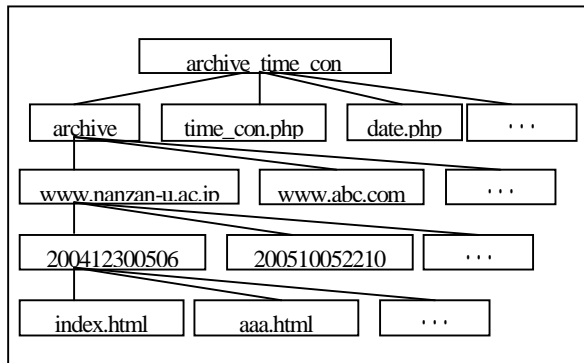 archive_time_con
archive time_con.php date.php ・・・
www.nanzan-u.ac.jp www.abc.com ・・・
200412300506 200510052210 ・・・
index.html aaa.html ・・・